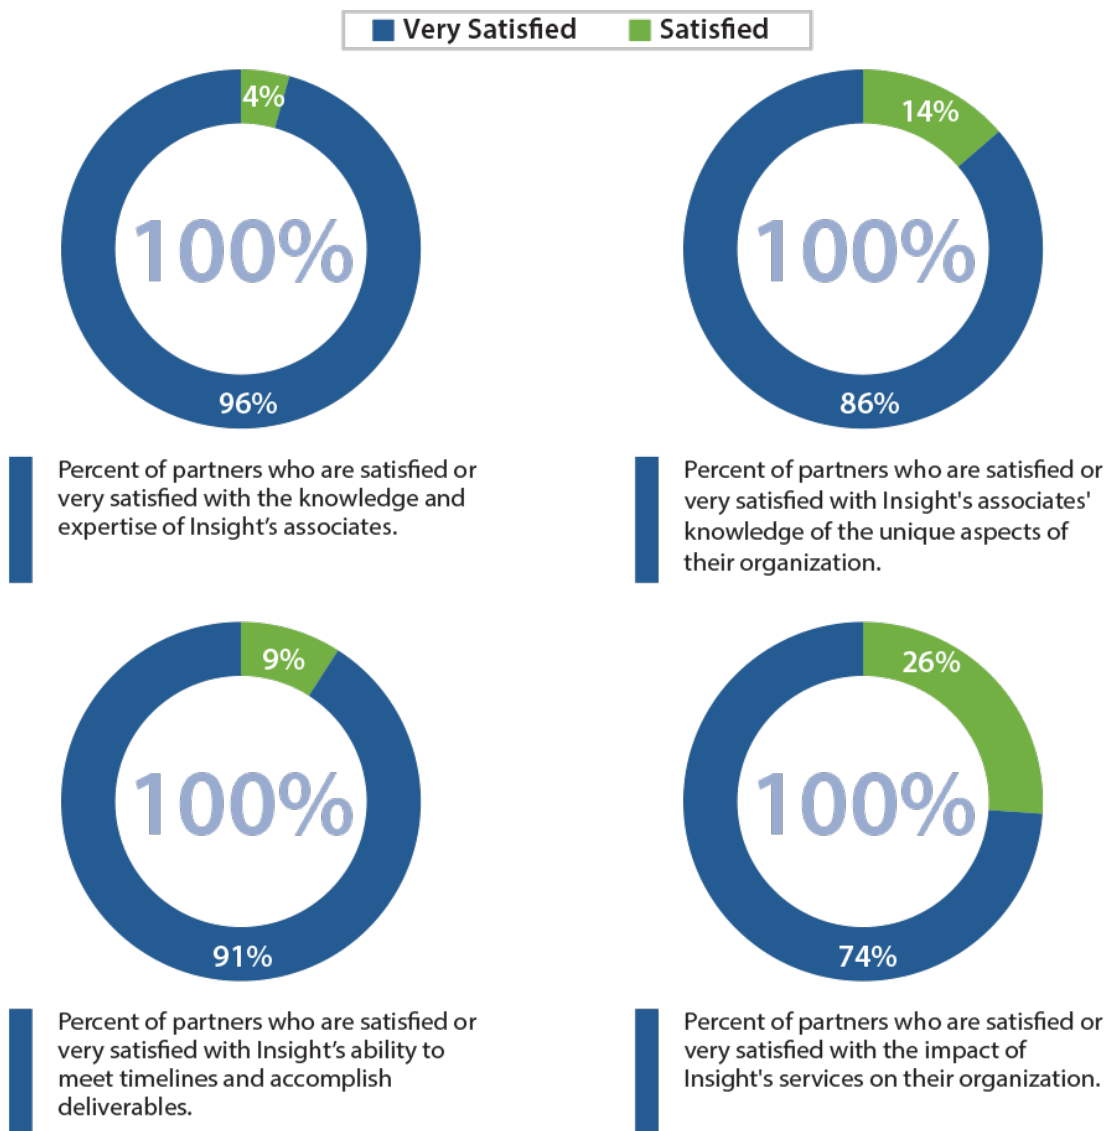 Very Satisfied Satisfied
4%
100%
96%
Percent of partners who are satisfied or
very satisfied with the knowledge and
expertise of Insight’s associates.
14%
100%
86%
Percent of partners who are satisfied or
very satisfied with Insight's associates'
knowledge of the unique aspects of
their organization.
9%
100%
91%
Percent of partners who are satisfied or
very satisfied with Insight’s ability to
meet timelines and accomplish
deliverables.
26%
100%
74%
Percent of partners who are satisfied or
very satisfied with the impact of
Insight's services on their organization.